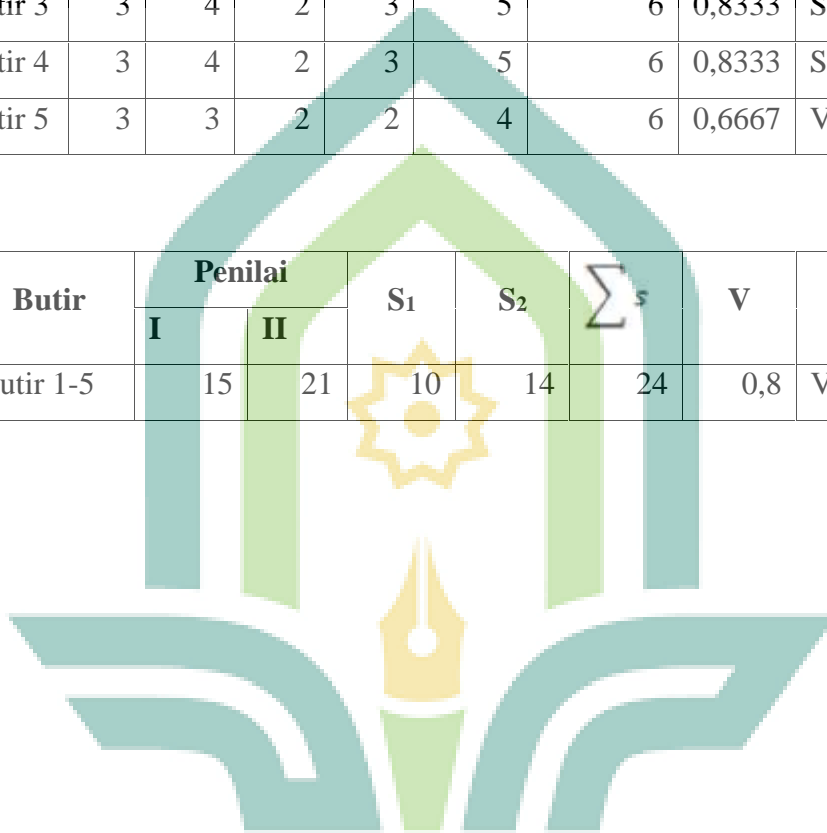 tir 3 3 4 2 3 5 6 0,8333 S
tir 4 3 4 2 3 5 6 0,8333 S
tir 5 3 3 2 2 4 6 0,6667 V
Butir Penilai S1 S2 ∑s V
I II
utir 1-5 15 21 10 14 24 0,8 V